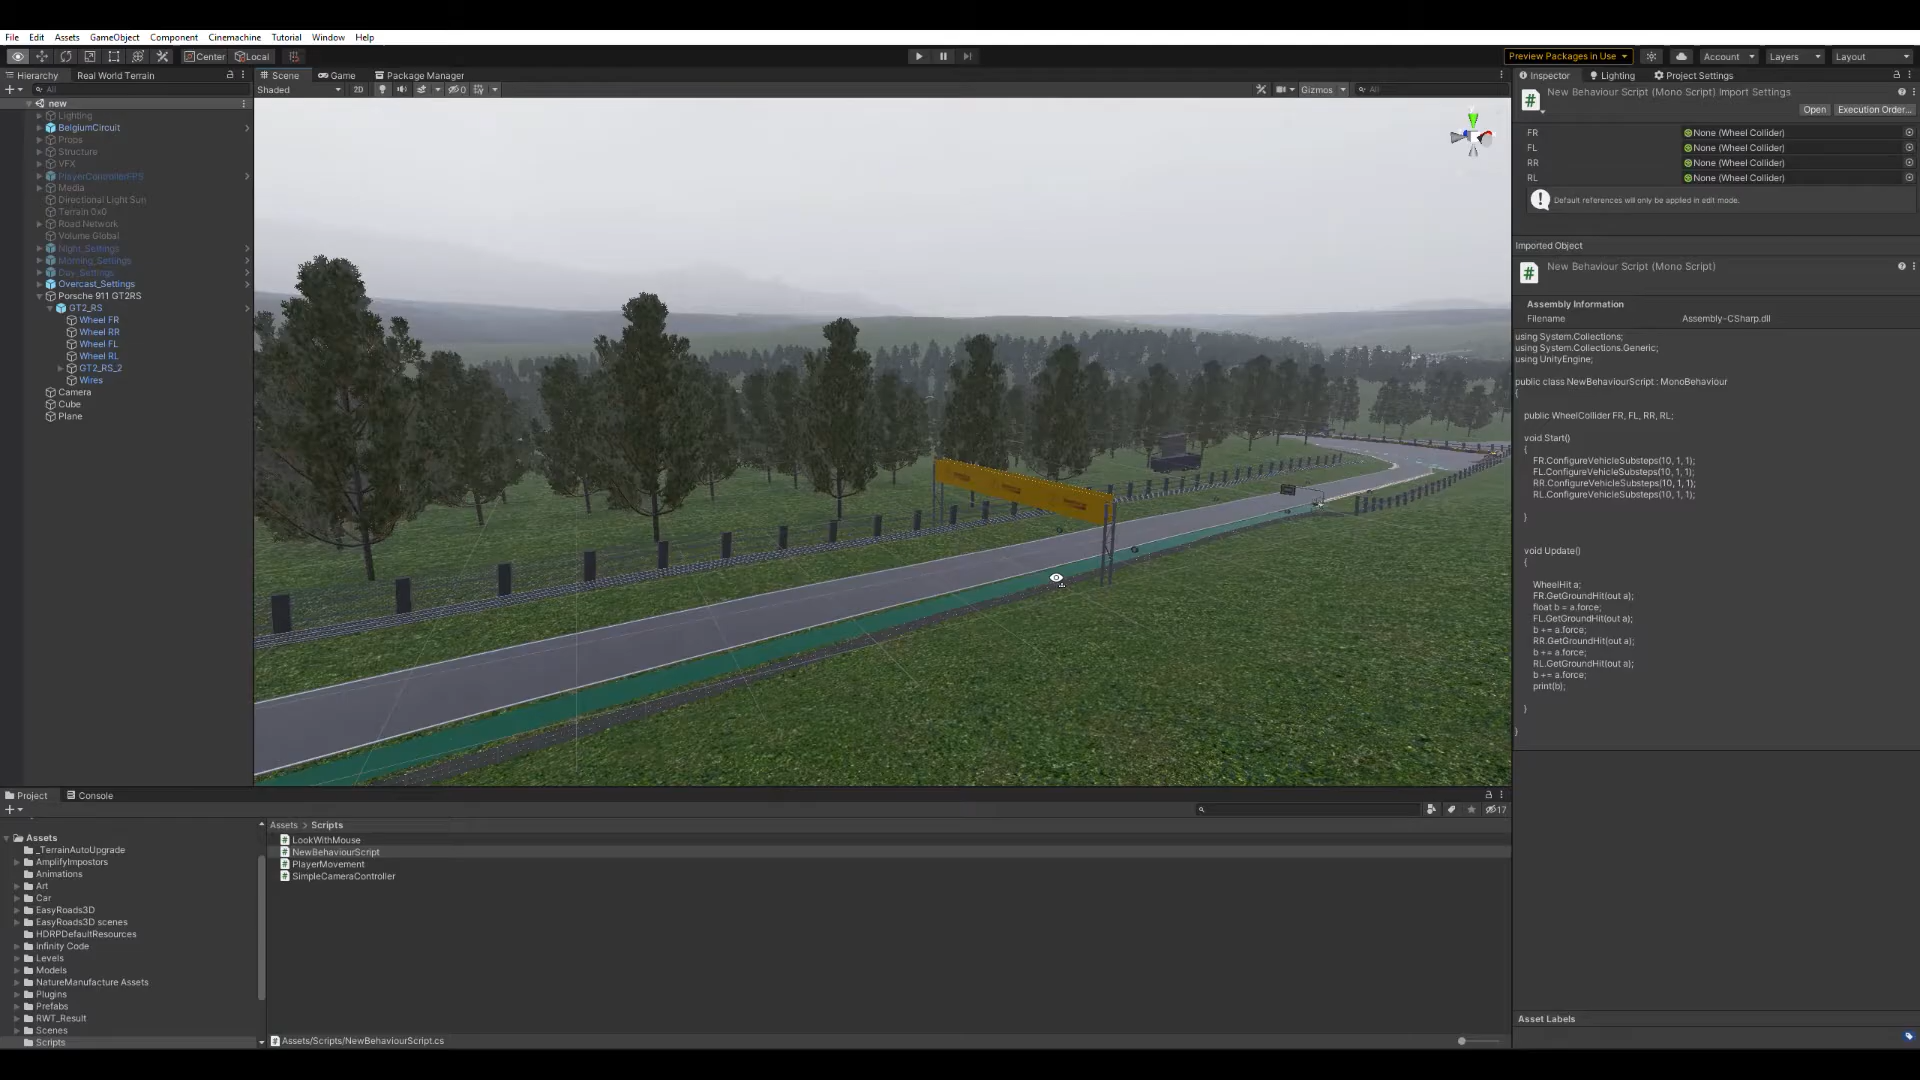 File Edit Assets GameObject Component Cinemachine Tutorial Window Help
Center Local Preview Packages in Use Account Layers Layout
Hierarchy Real World Terrain Scene Game Package Manager Inspector Lighting Project Settings
All
Shaded 2D 0 Gizmos All
new
Lighting
BelgiumCircuit
Props
Structure
VFX
PlayerControllerFPS
Media
Directional Light Sun
Terrain 0x0
Road Network
Volume Global
Night_Settings
Morning_Settings
Day_Settings
Overcast_Settings
Porsche 911 GT2RS
GT2_RS
Wheel FR
Wheel RR
Wheel FL
Wheel RL
GT2_RS_2
Wires
Camera
Cube
Plane
New Behaviour Script (Mono Script) Import Settings
Open Execution Order...
FR None (Wheel Collider)
FL None (Wheel Collider)
RR None (Wheel Collider)
RL None (Wheel Collider)
Default references will only be applied in edit mode.
Imported Object
New Behaviour Script (Mono Script)
Assembly Information
Filename Assembly-CSharp.dll
using System.Collections;
using System.Collections.Generic;
using UnityEngine;
public class NewBehaviourScript : MonoBehaviour
{
public WheelCollider FR, FL, RR, RL;
void Start()
{
FR.ConfigureVehicleSubsteps(10, 1, 1);
FL.ConfigureVehicleSubsteps(10, 1, 1);
RR.ConfigureVehicleSubsteps(10, 1, 1);
RL.ConfigureVehicleSubsteps(10, 1, 1);
}
void Update()
{
WheelHit a;
FR.GetGroundHit(out a);
float b = a.force;
FL.GetGroundHit(out a);
b += a.force;
RR.GetGroundHit(out a);
b += a.force;
RL.GetGroundHit(out a);
b += a.force;
print(b);
}
}
Project Console
17
Assets
_TerrainAutoUpgrade
AmplifyImpostors
Animations
Art
Car
EasyRoads3D
EasyRoads3D scenes
HDRPDefaultResources
Infinity Code
Levels
Models
NatureManufacture Assets
Plugins
Prefabs
RWT_Result
Scenes
Scripts
Assets > Scripts
LookWithMouse
NewBehaviourScript
PlayerMovement
SimpleCameraController
Assets/Scripts/NewBehaviourScript.cs
Asset Labels